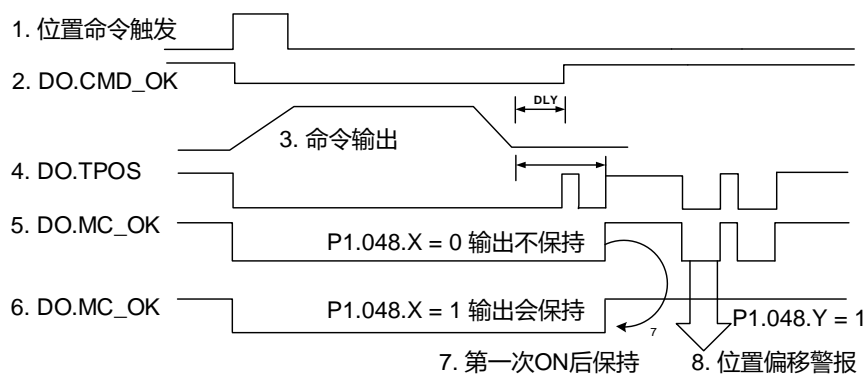 1. 位置命令触发
2. DO.CMD_OK
DLY
3. 命令输出
4. DO.TPOS
5. DO.MC_OK
P1.048.X = 0 输出不保持
6. DO.MC_OK
P1.048.X = 1 输出会保持
7
P1.048.Y = 1
7. 第一次ON后保持
8. 位置偏移警报